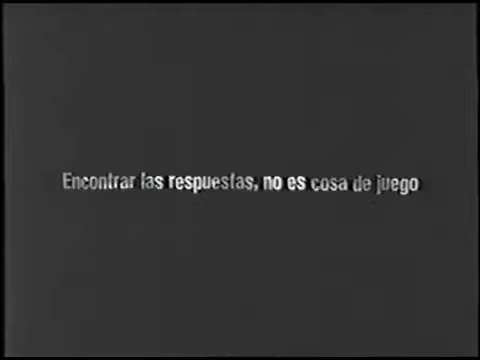 Encontrar las respuestas, no es cosa de juego